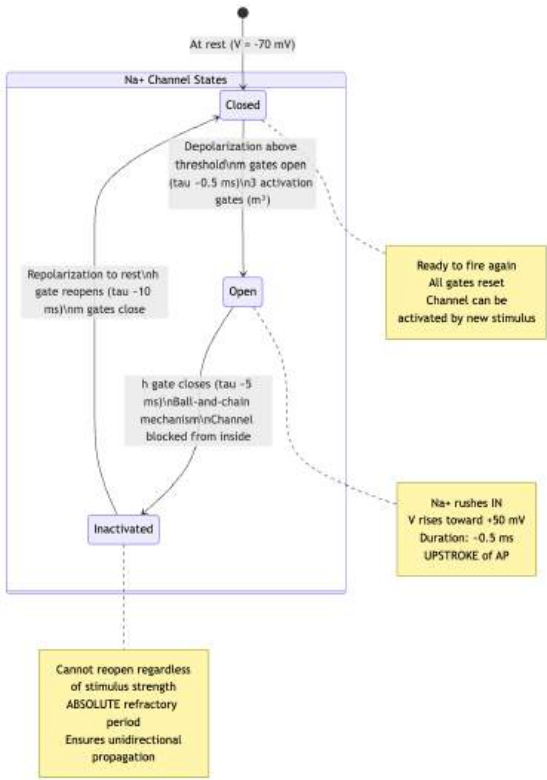 At rest (V = -70 mV)
Na+ Channel States
Closed
Depolarization above
threshold\nm gates open
(tau ~0.5 ms)\n3 activation
gates (m³)
Repolarization to rest\nh
gate reopens (tau ~10
ms)\nm gates close
Ready to fire again
All gates reset
Channel can be
activated by new stimulus
Open
h gate closes (tau ~5
ms)\nBall-and-chain
mechanism\nChannel
blocked from inside
Na+ rushes IN
V rises toward +50 mV
Duration: ~0.5 ms
UPSTROKE of AP
Inactivated
Cannot reopen regardless
of stimulus strength
ABSOLUTE refractory
period
Ensures unidirectional
propagation